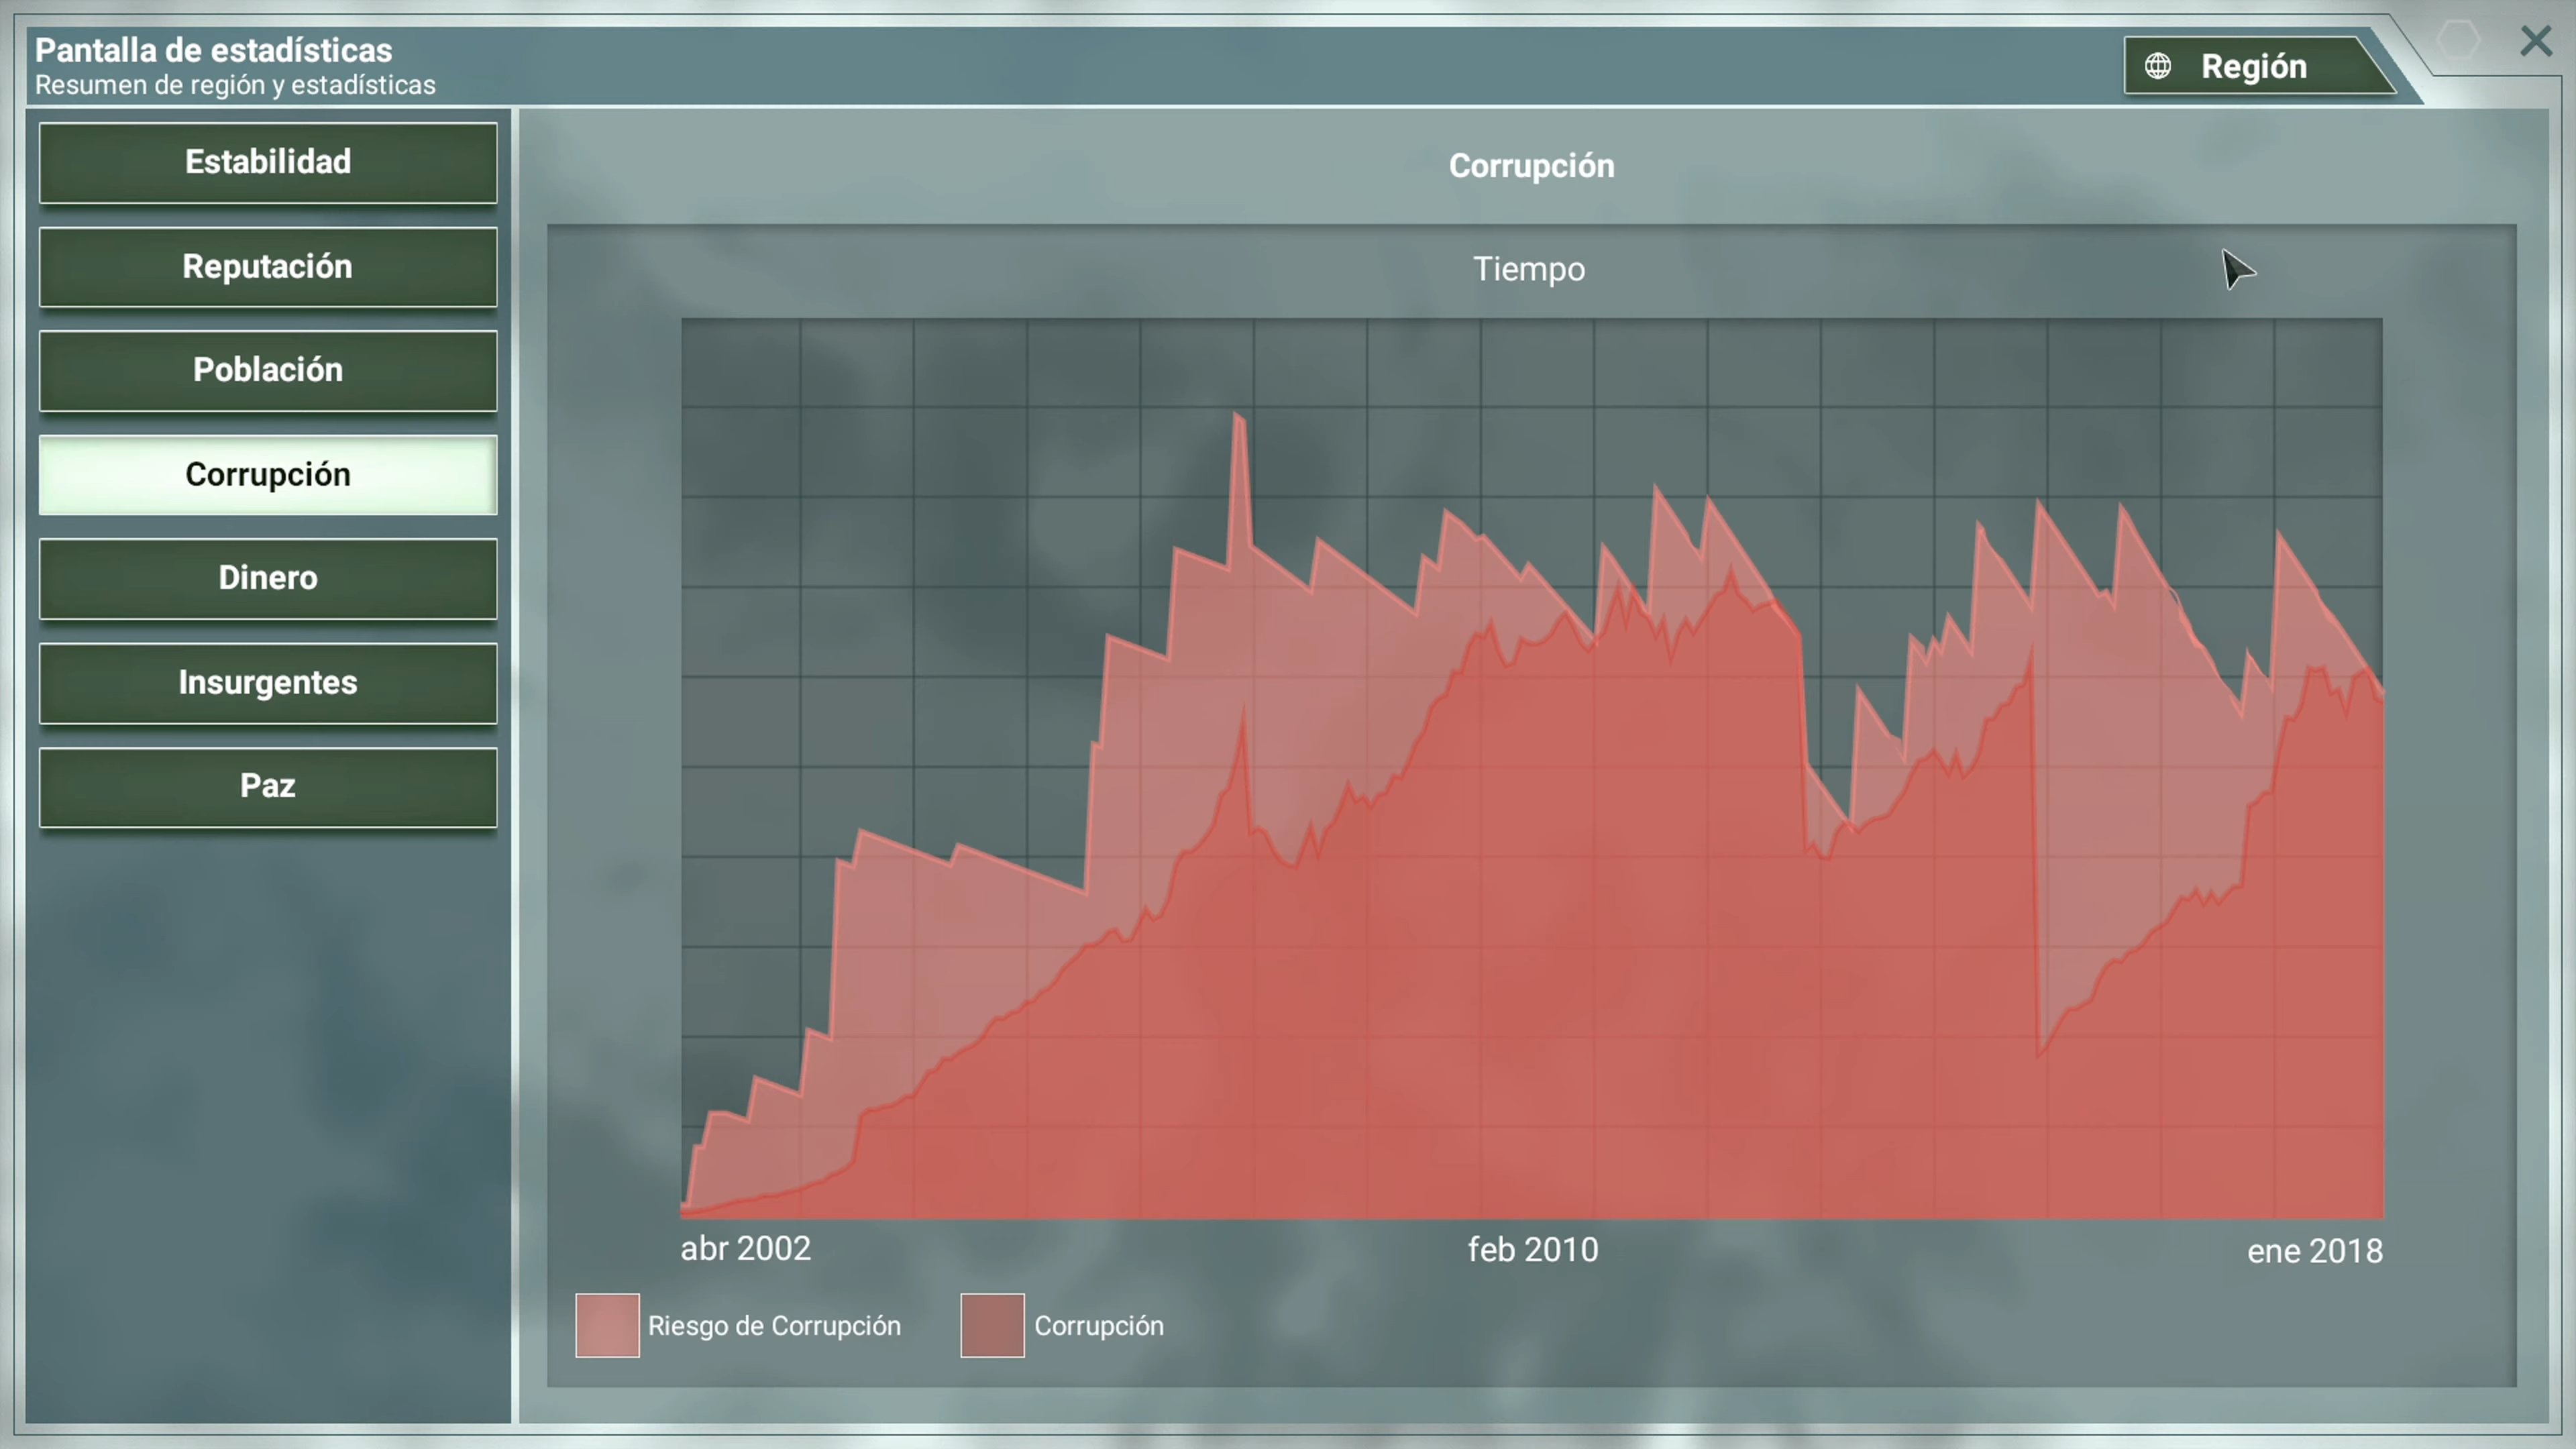 Pantalla de estadísticas
Resumen de región y estadísticas
Región
Estabilidad
Reputación
Población
Corrupción
Dinero
Insurgentes
Paz
Corrupción
Tiempo
abr 2002
feb 2010
ene 2018
Riesgo de Corrupción
Corrupción